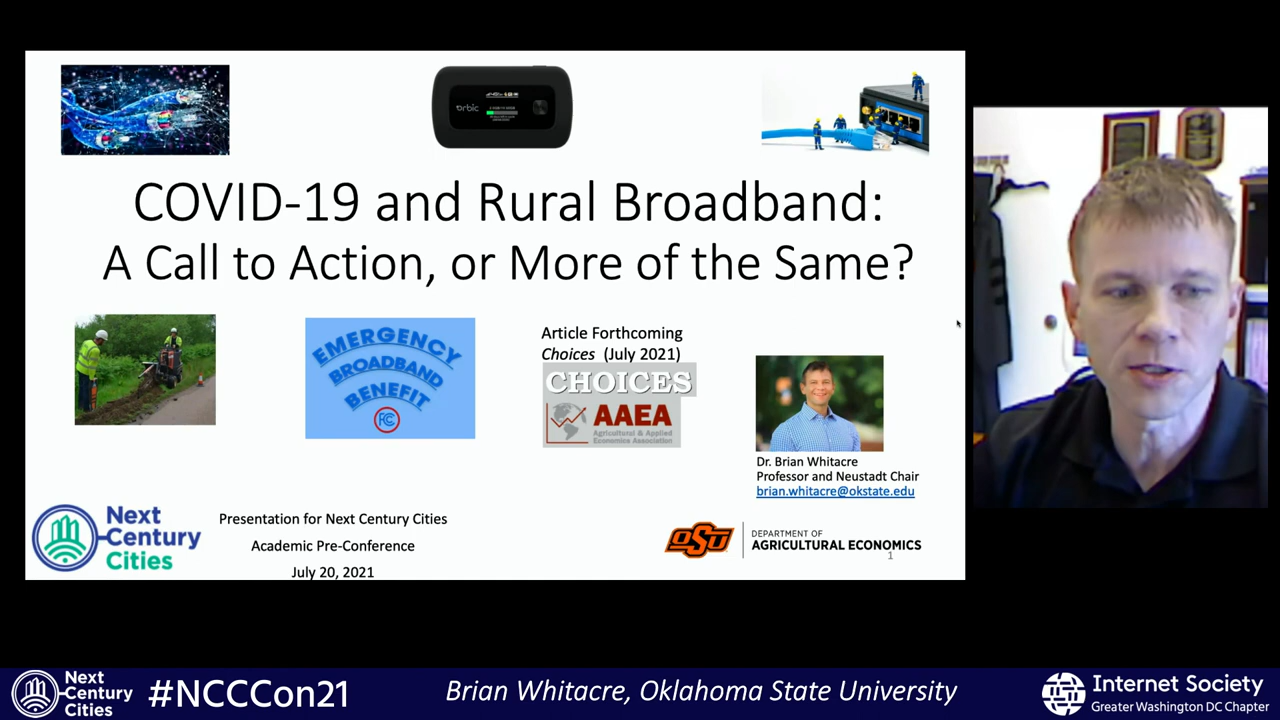 orbic
COVID-19 and Rural Broadband:
A Call to Action, or More of the Same?
EMERGENCY
BROADBAND
BENEFIT
FC
Article Forthcoming
Choices (July 2021)
CHOICES
AAEA
Agricultural & Applied
Economics Association
Dr. Brian Whitacre
Professor and Neustadt Chair
brian.whitacre@okstate.edu
Next
Century
Cities
Presentation for Next Century Cities
Academic Pre-Conference
July 20, 2021
OSU
DEPARTMENT OF
AGRICULTURAL ECONOMICS
1
Next
Century
Cities
#NCCCon21
Brian Whitacre, Oklahoma State University
Internet Society
Greater Washington DC Chapter